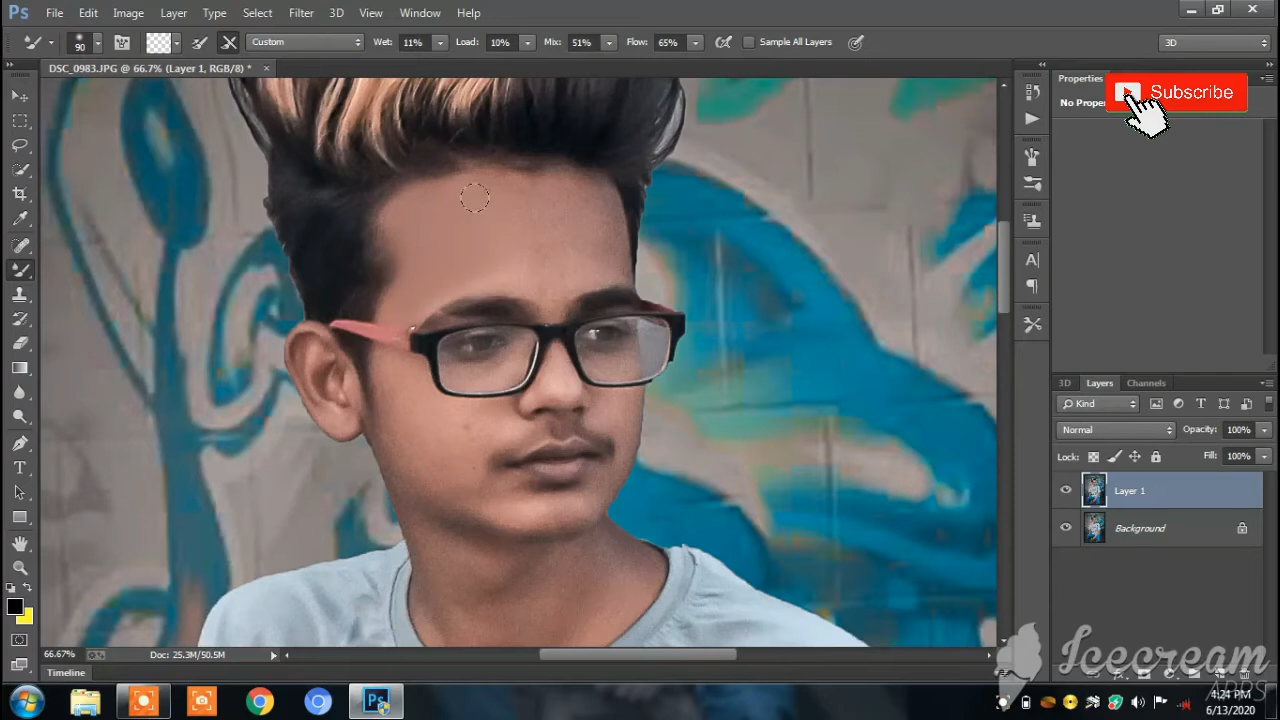 Ps File Edit Image Layer Type Select Filter 3D View Window Help
90 Custom Wet: 11% Load: 10% Mix: 51% Flow: 65% Sample All Layers 3D
DSC_0983.JPG @ 66.7% (Layer 1, RGB/8) * ×
Properties
Subscribe
No Proper
3D Layers Channels
Kind
Normal Opacity: 100%
Lock: Fill: 100%
Layer 1
Background
66.67% Doc: 25.3M/50.5M
Timeline
Icecream
APPS
Ps
4:24 PM
6/13/2020